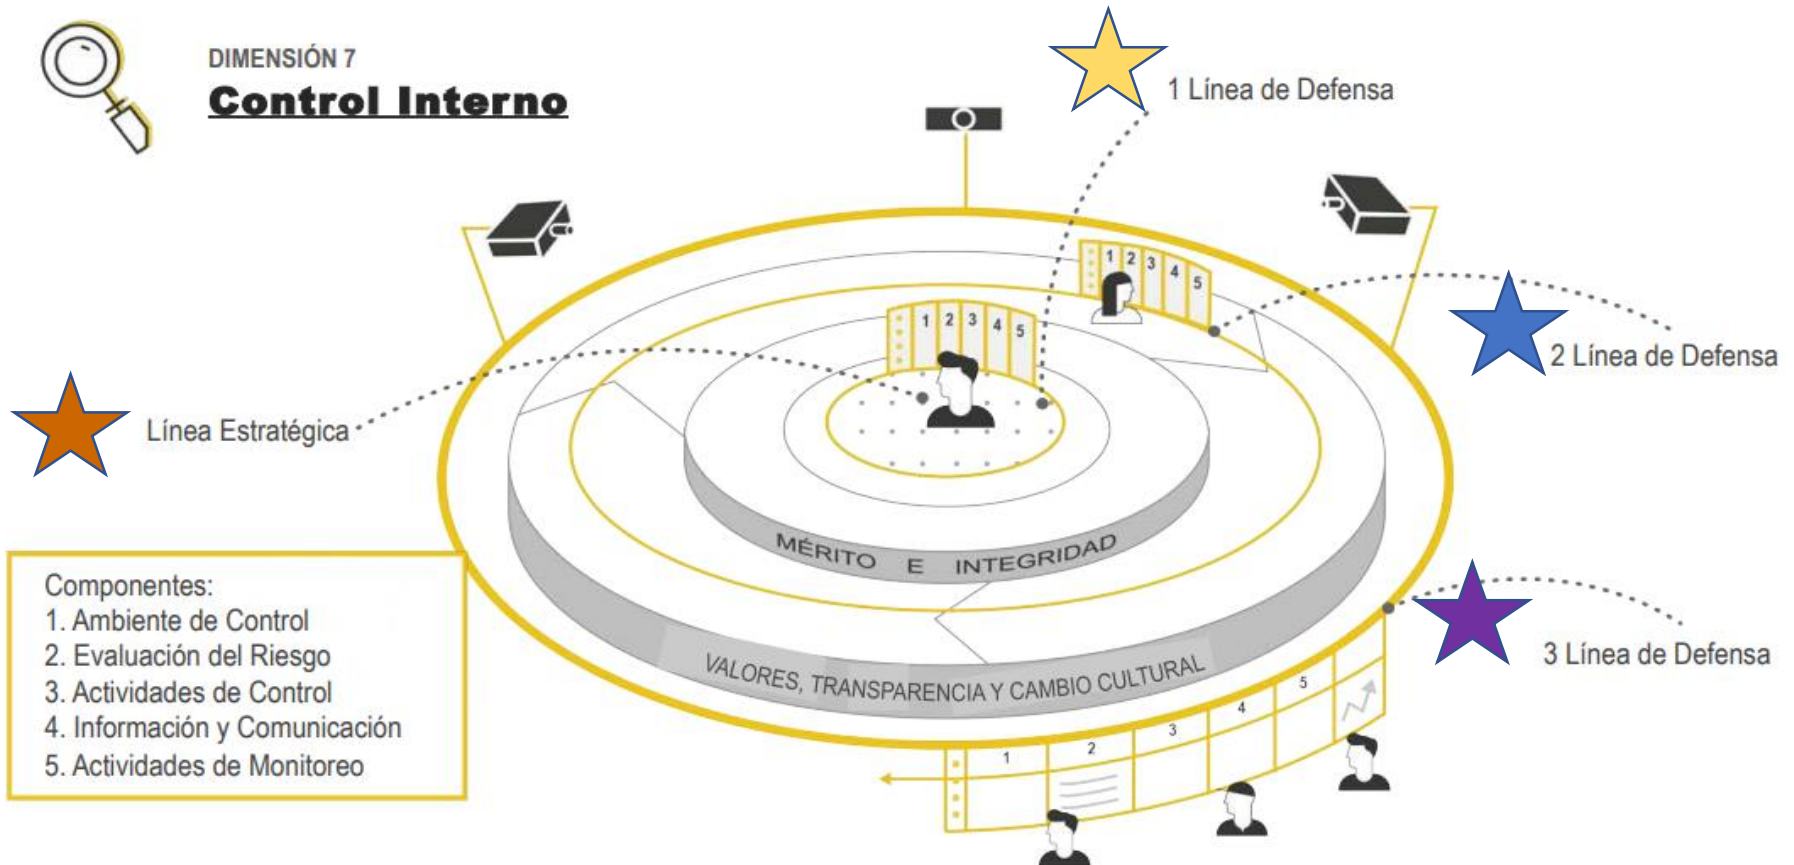 DIMENSIÓN 7
Control Interno
1 Línea de Defensa
1 2 3 4 5
1 2 3 4 5
2 Línea de Defensa
Línea Estratégica
MÉRITO E INTEGRIDAD
VALORES, TRANSPARENCIA Y CAMBIO CULTURAL
3 Línea de Defensa
Componentes:
1. Ambiente de Control
2. Evaluación del Riesgo
3. Actividades de Control
4. Información y Comunicación
5. Actividades de Monitoreo
1 2 3 4 5